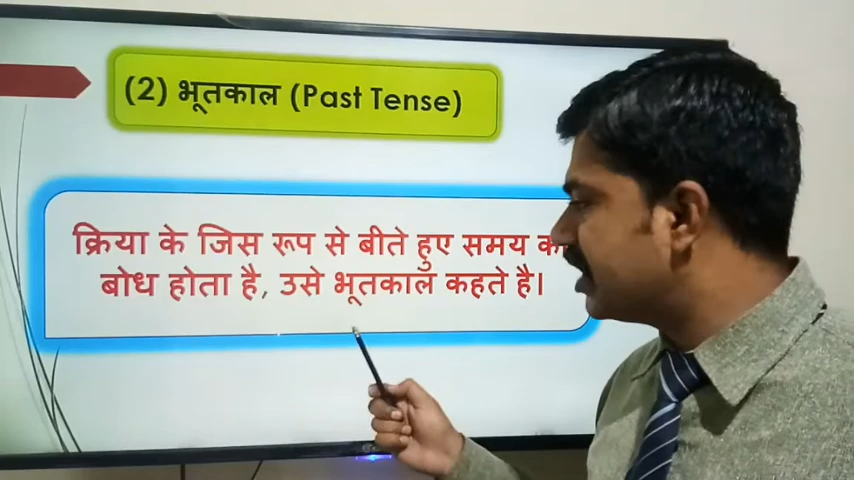 (2) भूतकाल (Past Tense)
क्रिया के जिस रूप से बीते हुए समय का
बोध होता है, उसे भूतकाल कहते है।